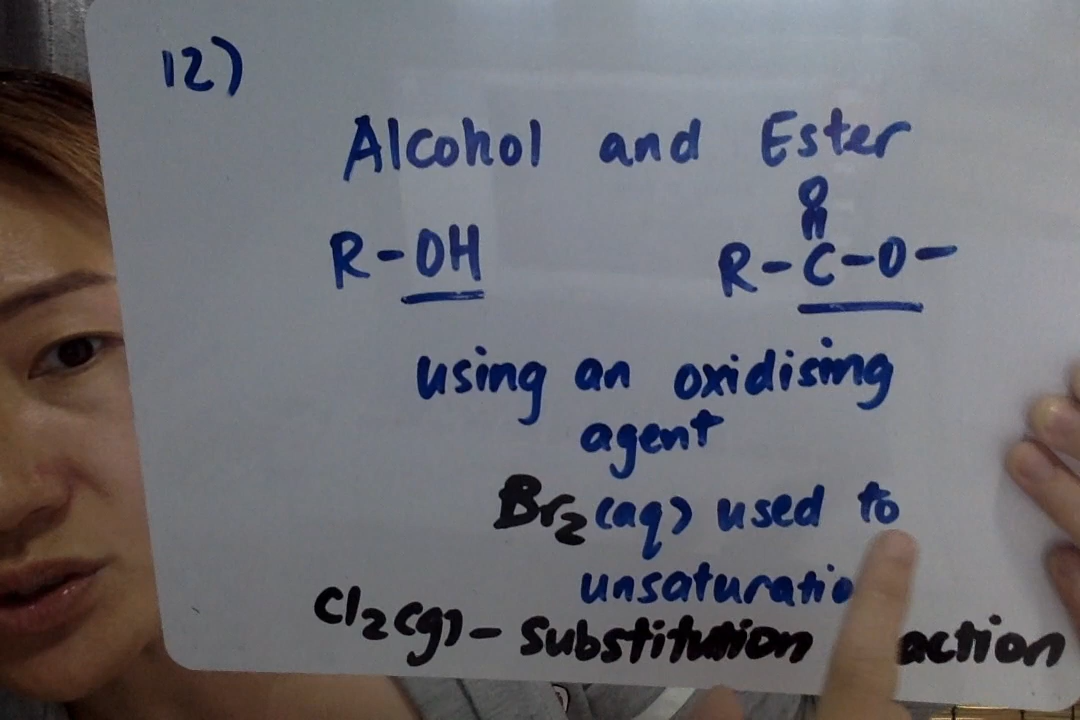 12)
Alcohol and Ester
O
R-OH R-C-O-
using an oxidising
agent
Br2 (aq) used to
unsaturatio
Cl2(g) - substitution action